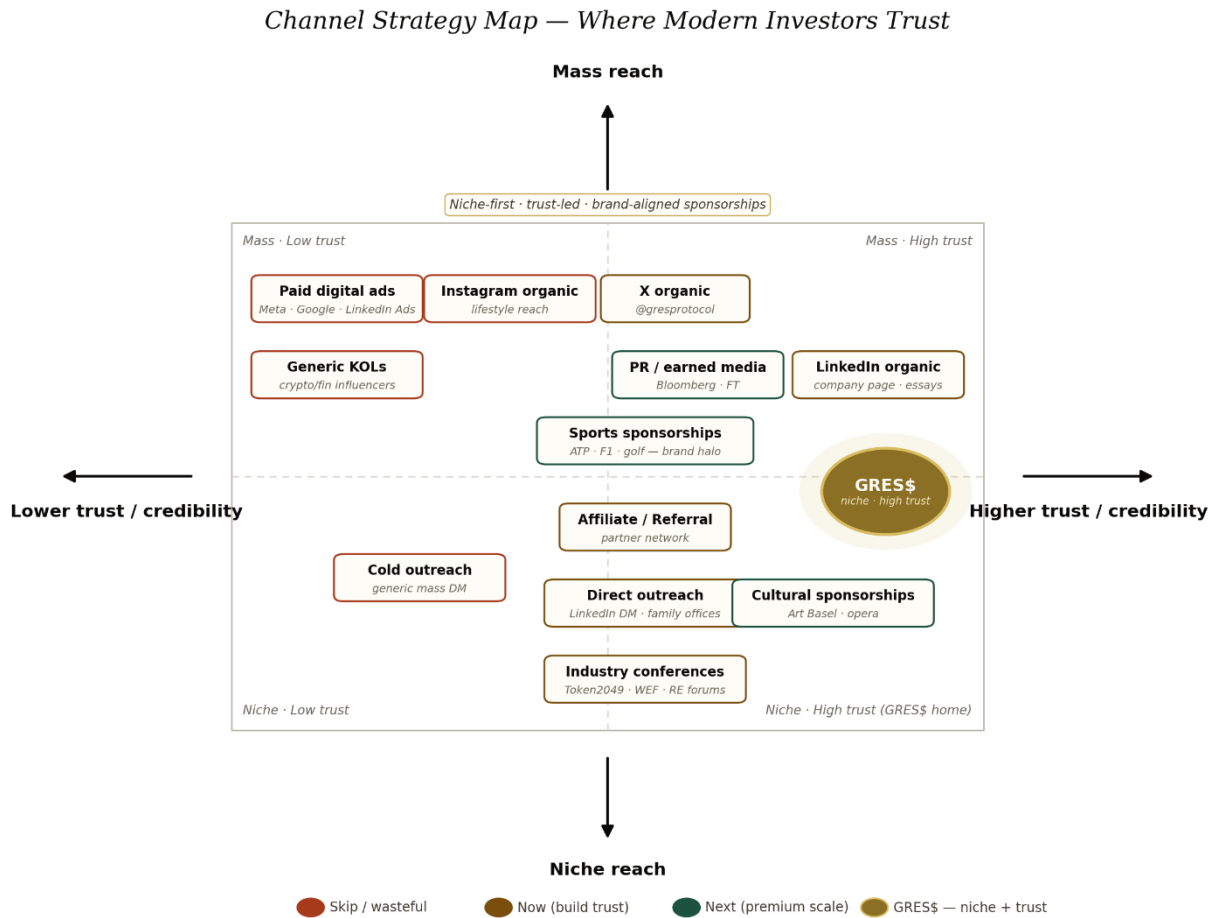 Channel Strategy Map — Where Modern Investors Trust
Mass reach
Niche-first · trust-led · brand-aligned sponsorships
Mass · Low trust
Mass · High trust
Paid digital ads
Meta · Google · LinkedIn Ads
Instagram organic
lifestyle reach
X organic
@gresprotocol
Generic KOLs
crypto/fin influencers
PR / earned media
Bloomberg · FT
LinkedIn organic
company page · essays
Sports sponsorships
ATP · F1 · golf — brand halo
GRES$
niche · high trust
Lower trust / credibility
Higher trust / credibility
Affiliate / Referral
partner network
Cold outreach
generic mass DM
Direct outreach
LinkedIn DM · family offices
Cultural sponsorships
Art Basel · opera
Industry conferences
Token2049 · WEF · RE forums
Niche · Low trust
Niche · High trust (GRES$ home)
Niche reach
Skip / wasteful
Now (build trust)
Next (premium scale)
GRES$ — niche + trust